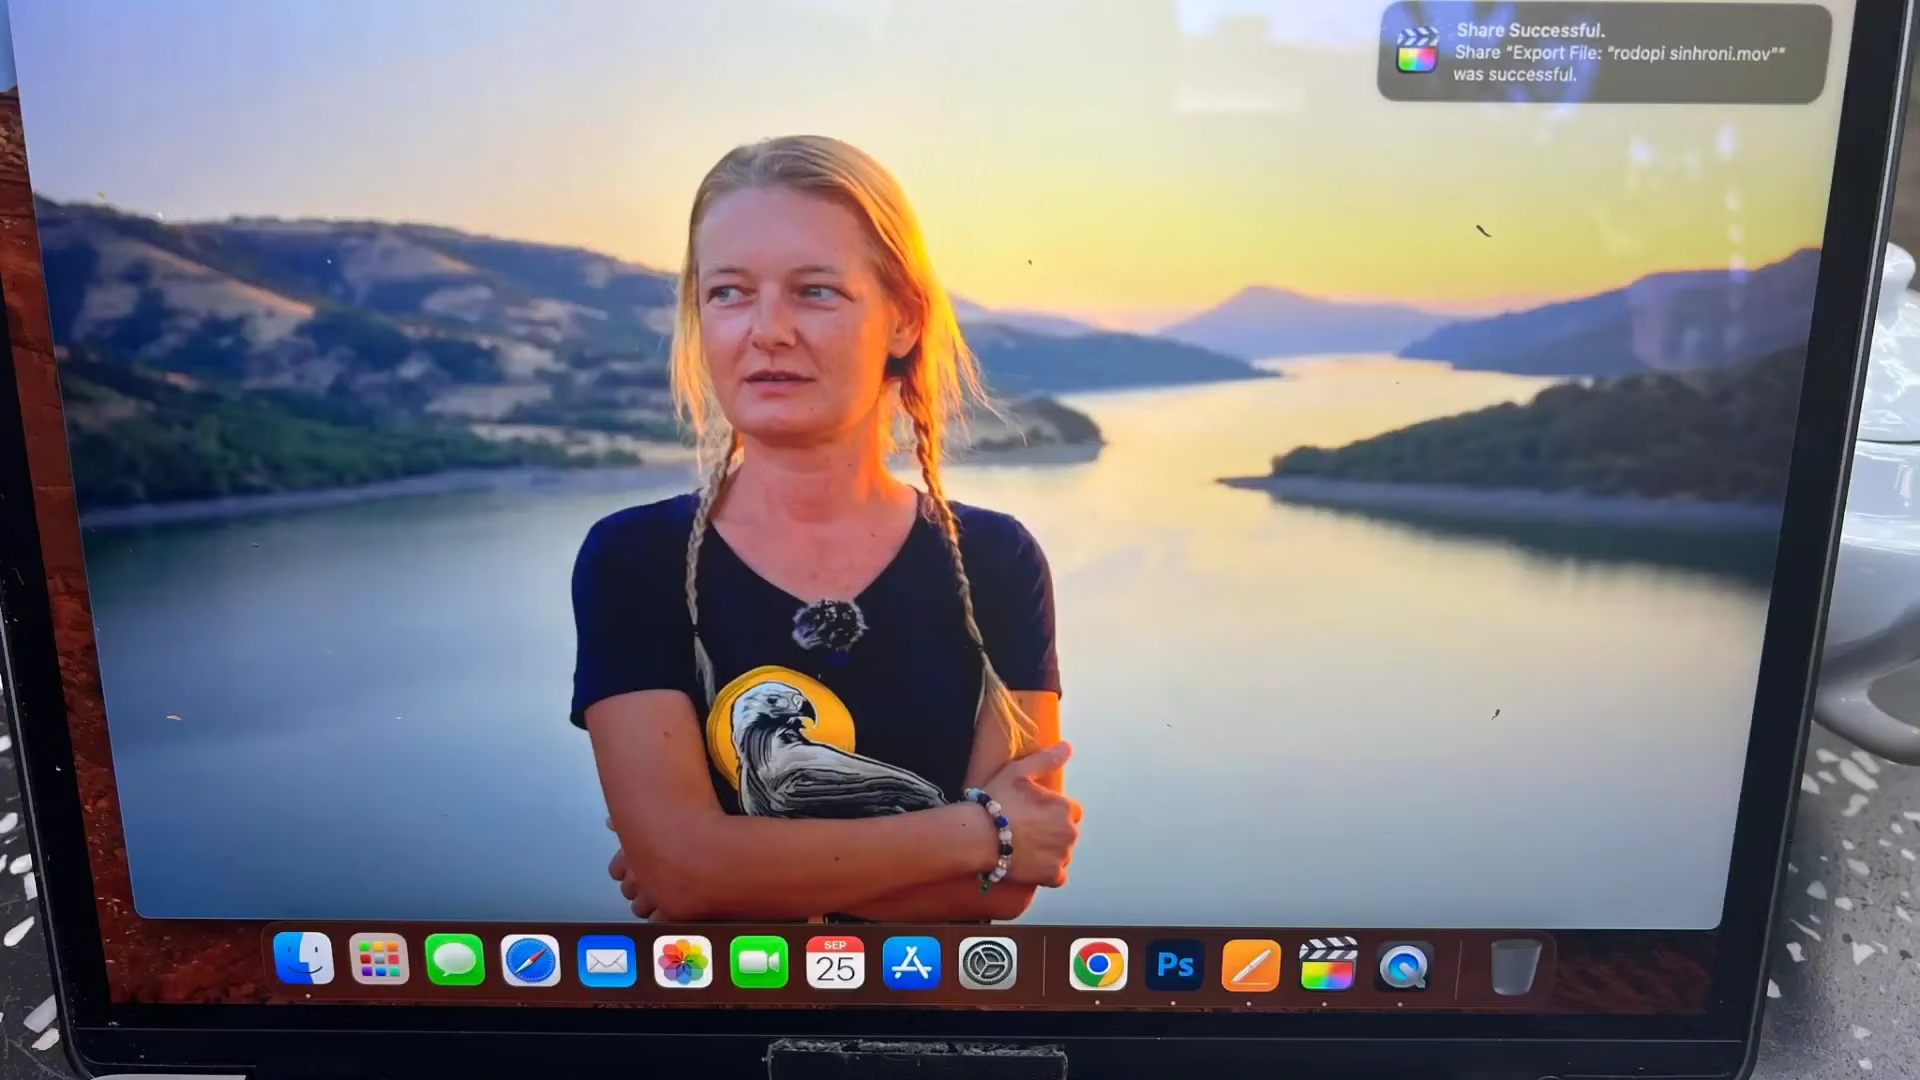 Share Successful.
Share “Export File: “rodopi sinhroni.mov””
was successful.
SEP
25
Ps